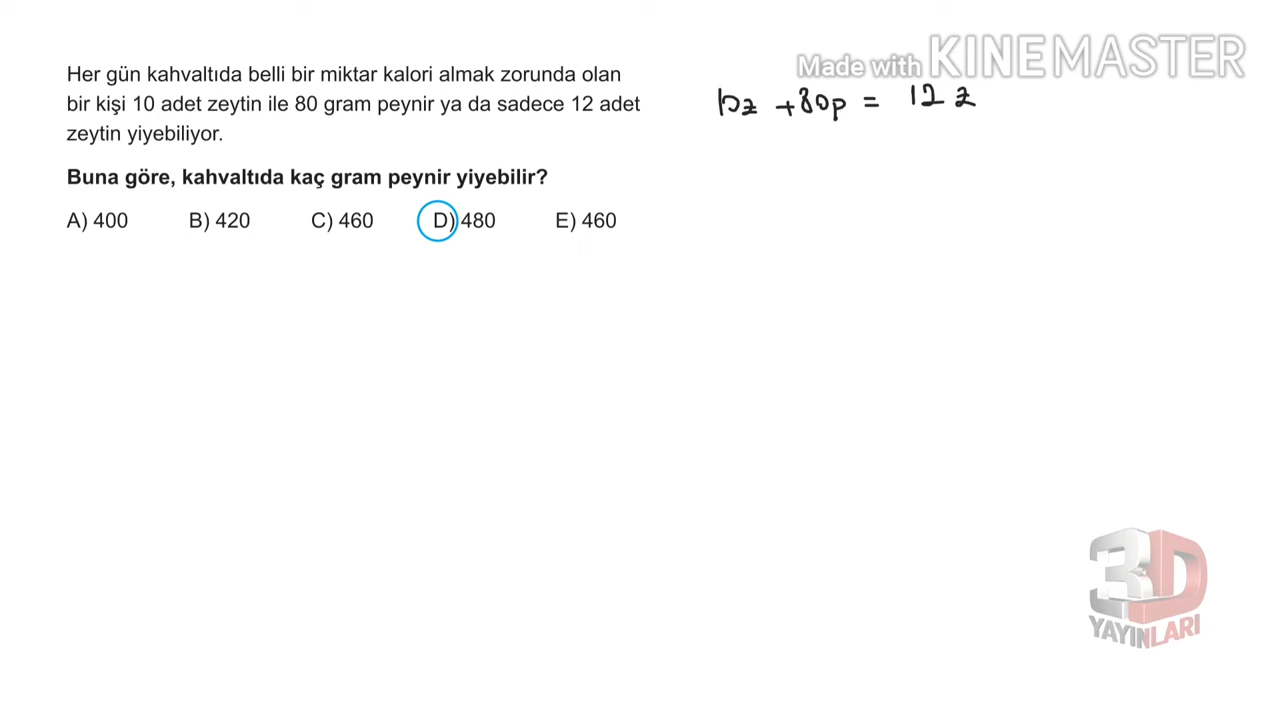 Made with KINEMASTER
Her gün kahvaltıda belli bir miktar kalori almak zorunda olan
bir kişi 10 adet zeytin ile 80 gram peynir ya da sadece 12 adet
zeytin yiyebiliyor.
10z +80p = 12z
Buna göre, kahvaltıda kaç gram peynir yiyebilir?
A) 400 B) 420 C) 460 D) 480 E) 460
3D
YAYINLARI